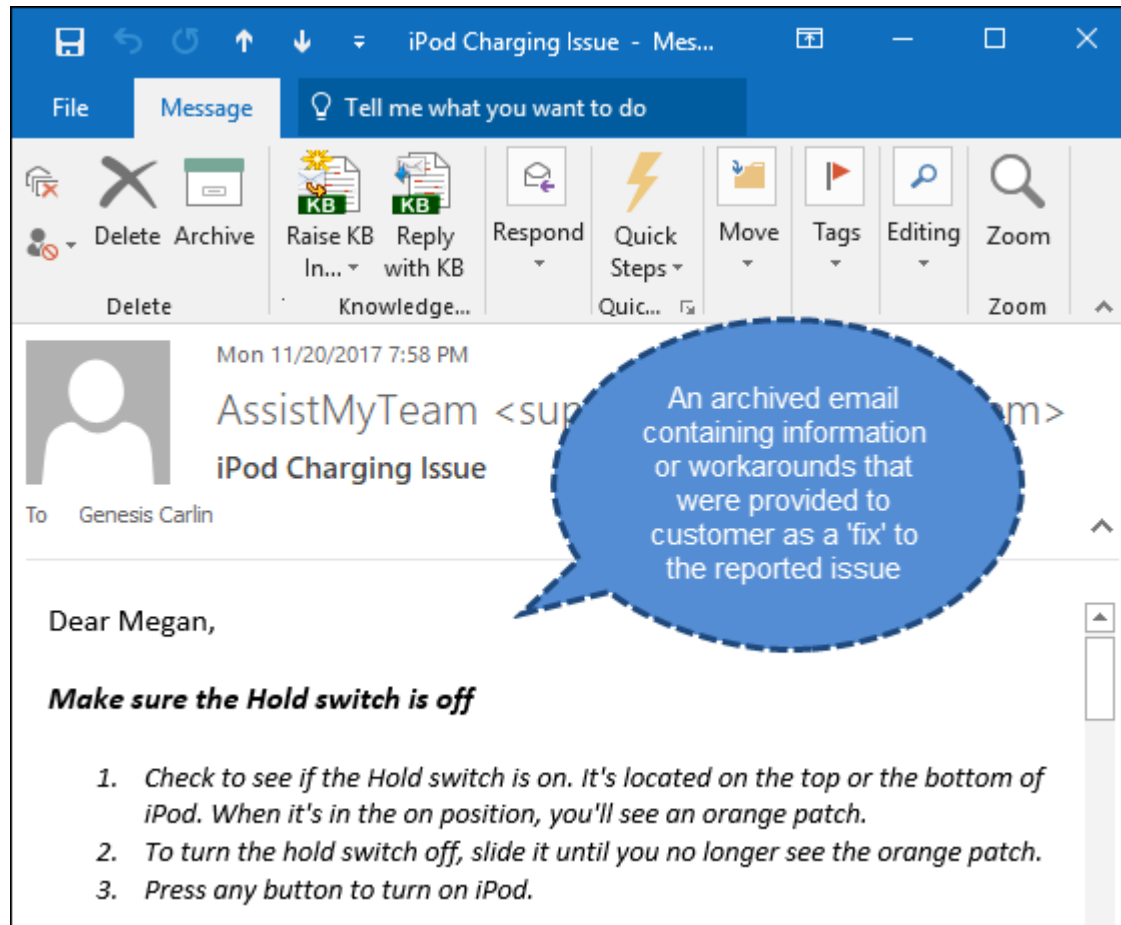 iPod Charging Issue - Mes...
File Message Tell me what you want to do
Delete Archive
Raise KB In...
Reply with KB
Respond
Quick Steps
Move
Tags
Editing
Zoom
Delete Knowledge... Quic... Zoom
Mon 11/20/2017 7:58 PM
AssistMyTeam <sup m>
iPod Charging Issue
To Genesis Carlin
An archived email
containing information
or workarounds that
were provided to
customer as a 'fix' to
the reported issue
Dear Megan,
Make sure the Hold switch is off
1. Check to see if the Hold switch is on. It's located on the top or the bottom of
iPod. When it's in the on position, you'll see an orange patch.
2. To turn the hold switch off, slide it until you no longer see the orange patch.
3. Press any button to turn on iPod.